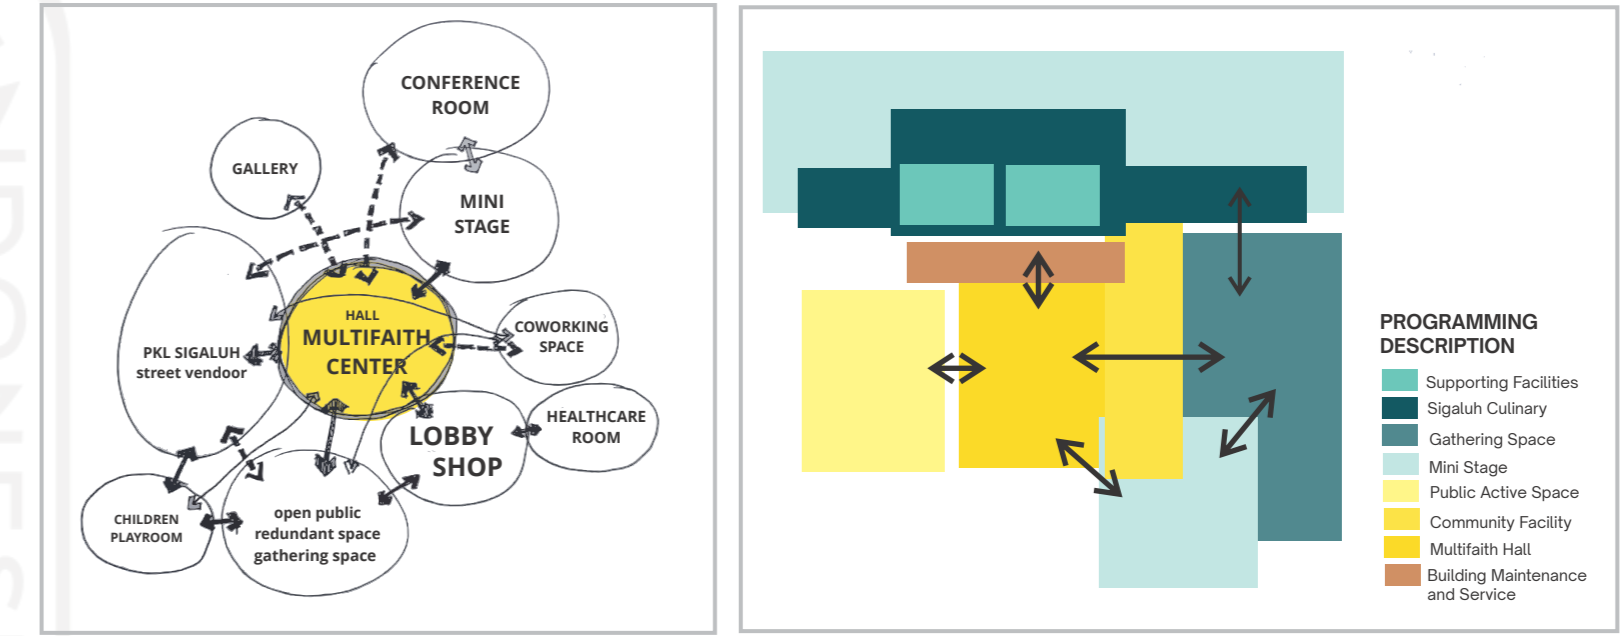 CONFERENCE
ROOM
GALLERY
MINI
STAGE
HALL
MULTIFAITH
CENTER
COWORKING
SPACE
PKL SIGALUH
street vendoor
HEALTHCARE
ROOM
LOBBY
SHOP
CHILDREN
PLAYROOM
open public
redundant space
gathering space
PROGRAMMING
DESCRIPTION
Supporting Facilities
Sigaluh Culinary
Gathering Space
Mini Stage
Public Active Space
Community Facility
Multifaith Hall
Building Maintenance
and Service